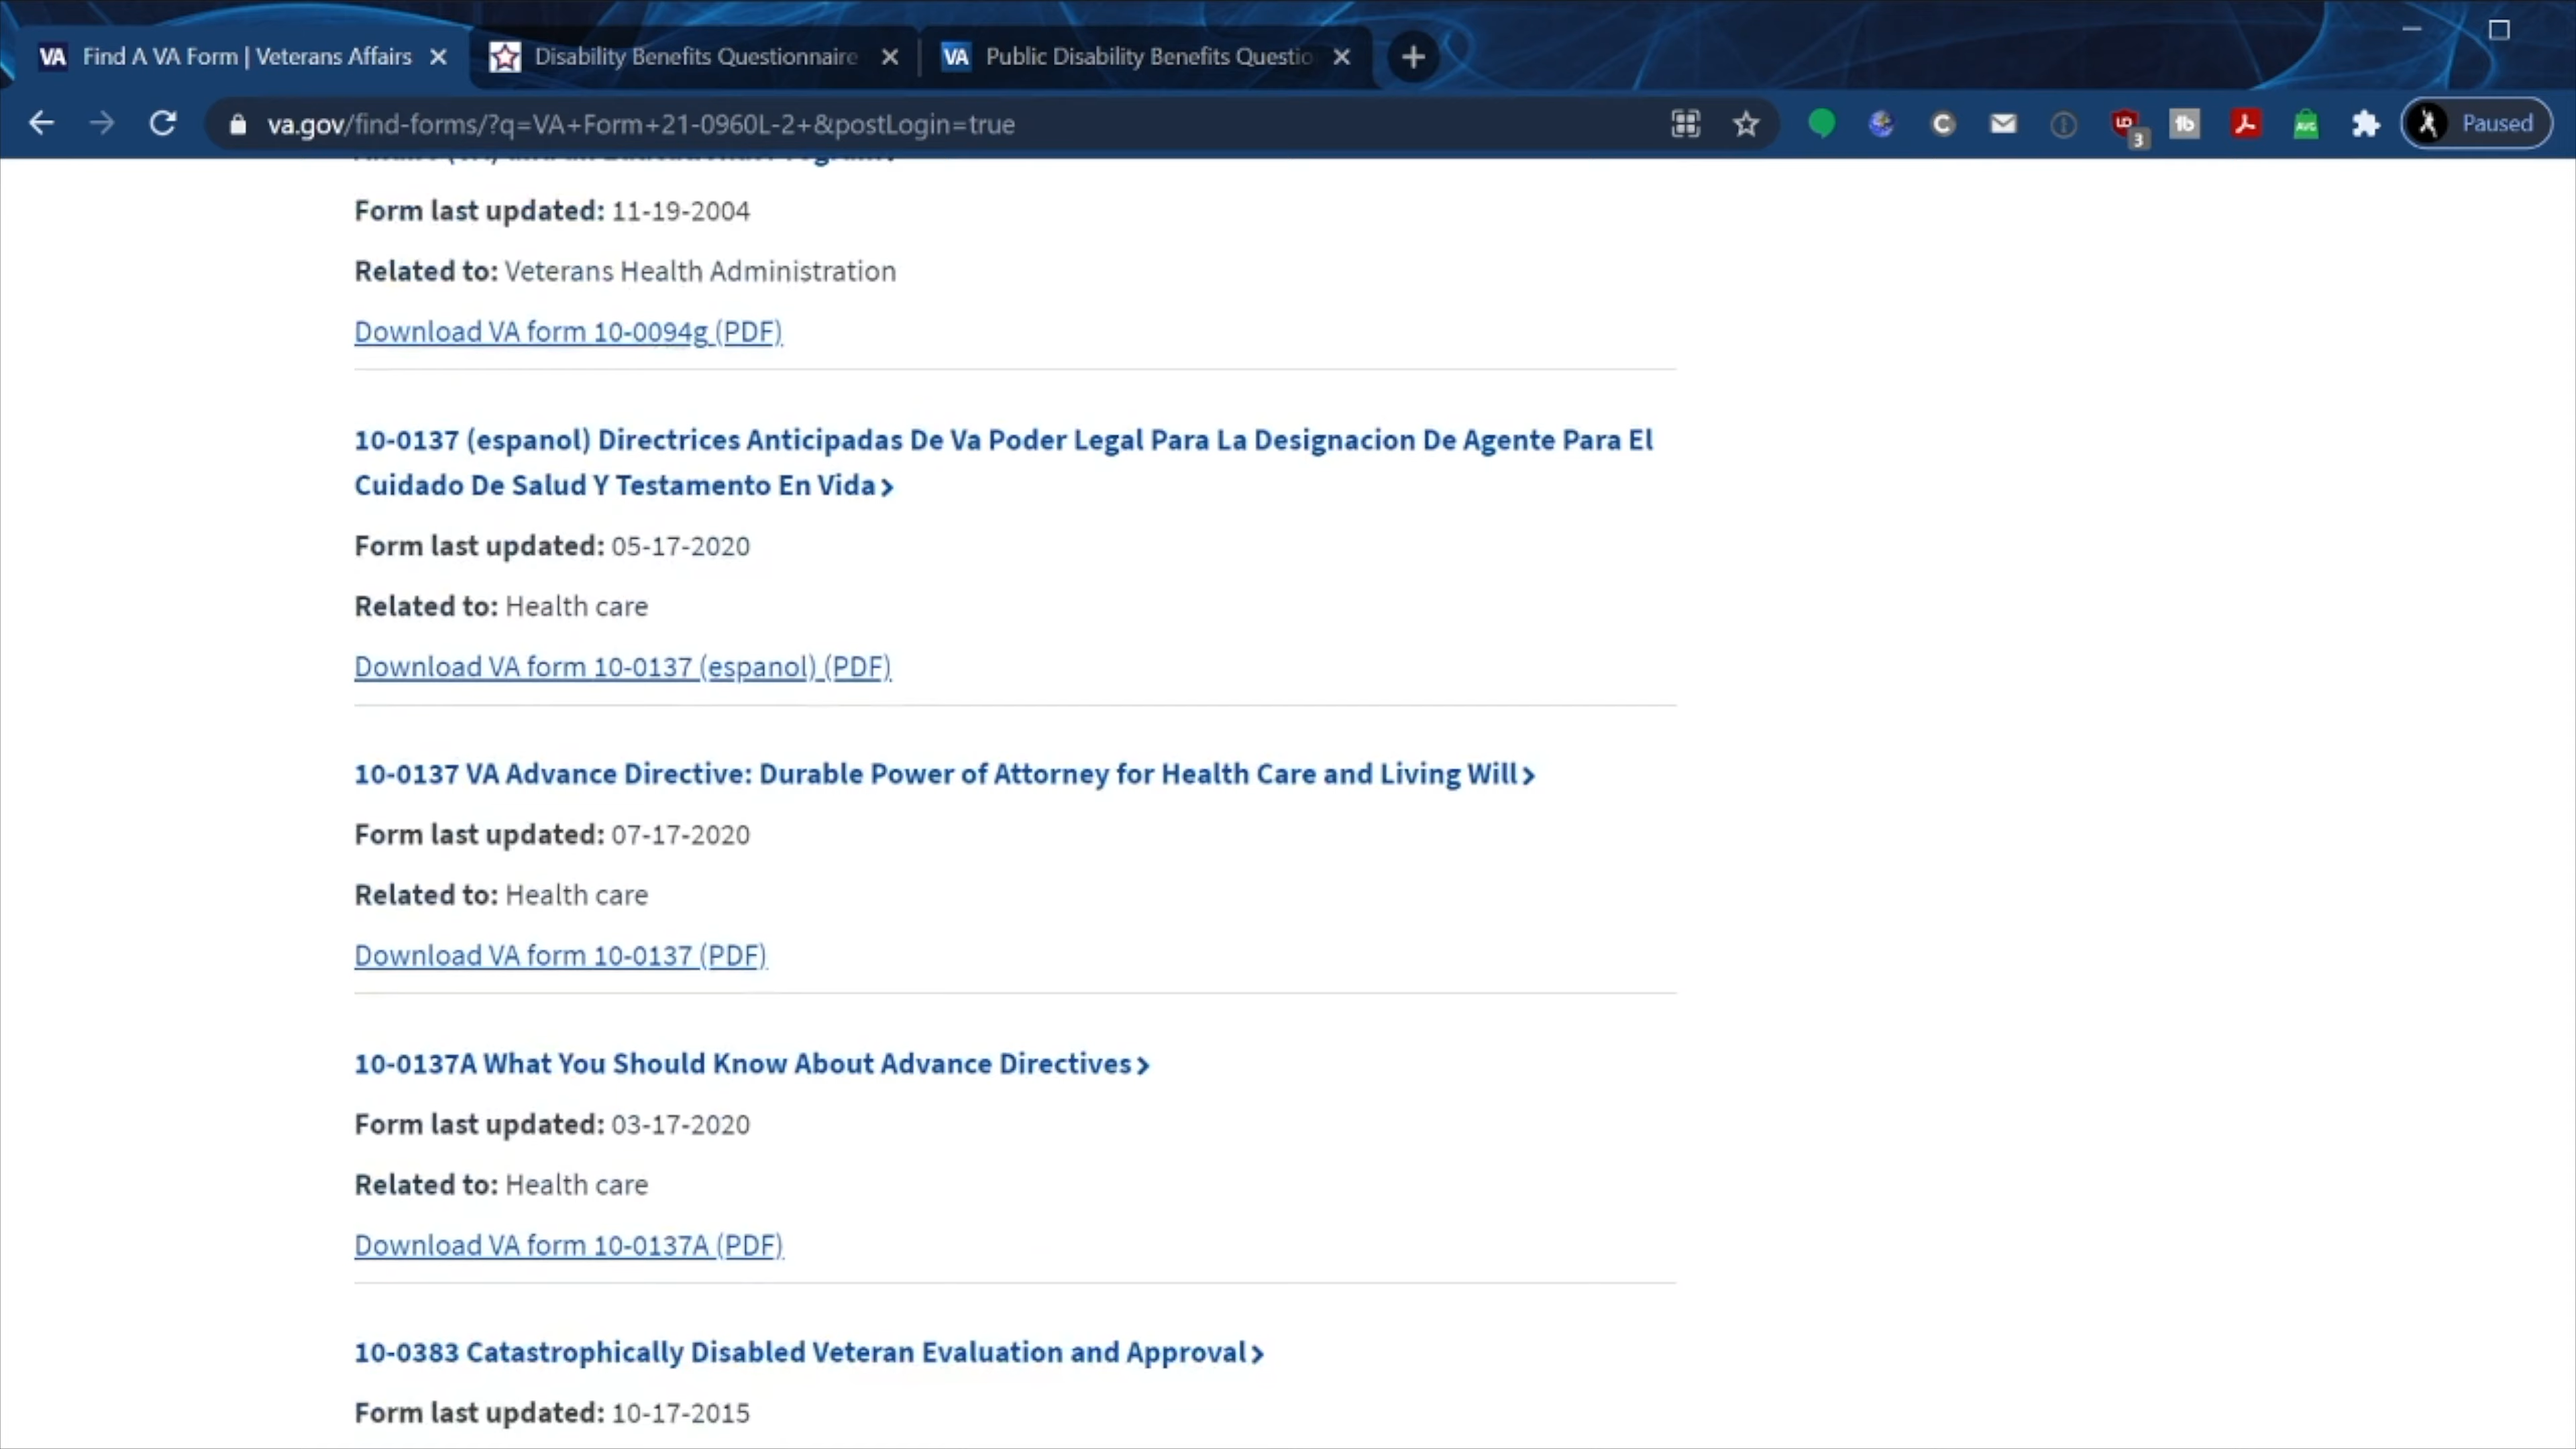 VA Find A VA Form | Veterans Affairs
Disability Benefits Questionnaire
VA Public Disability Benefits Questio
va.gov/find-forms/?q=VA+Form+21-0960L-2+&postLogin=true
C
UD
3
tb
AVG
Paused
Form last updated: 11-19-2004
Related to: Veterans Health Administration
Download VA form 10-0094g (PDF)
10-0137 (espanol) Directrices Anticipadas De Va Poder Legal Para La Designacion De Agente Para El
Cuidado De Salud Y Testamento En Vida
Form last updated: 05-17-2020
Related to: Health care
Download VA form 10-0137 (espanol) (PDF)
10-0137 VA Advance Directive: Durable Power of Attorney for Health Care and Living Will
Form last updated: 07-17-2020
Related to: Health care
Download VA form 10-0137 (PDF)
10-0137A What You Should Know About Advance Directives
Form last updated: 03-17-2020
Related to: Health care
Download VA form 10-0137A (PDF)
10-0383 Catastrophically Disabled Veteran Evaluation and Approval
Form last updated: 10-17-2015